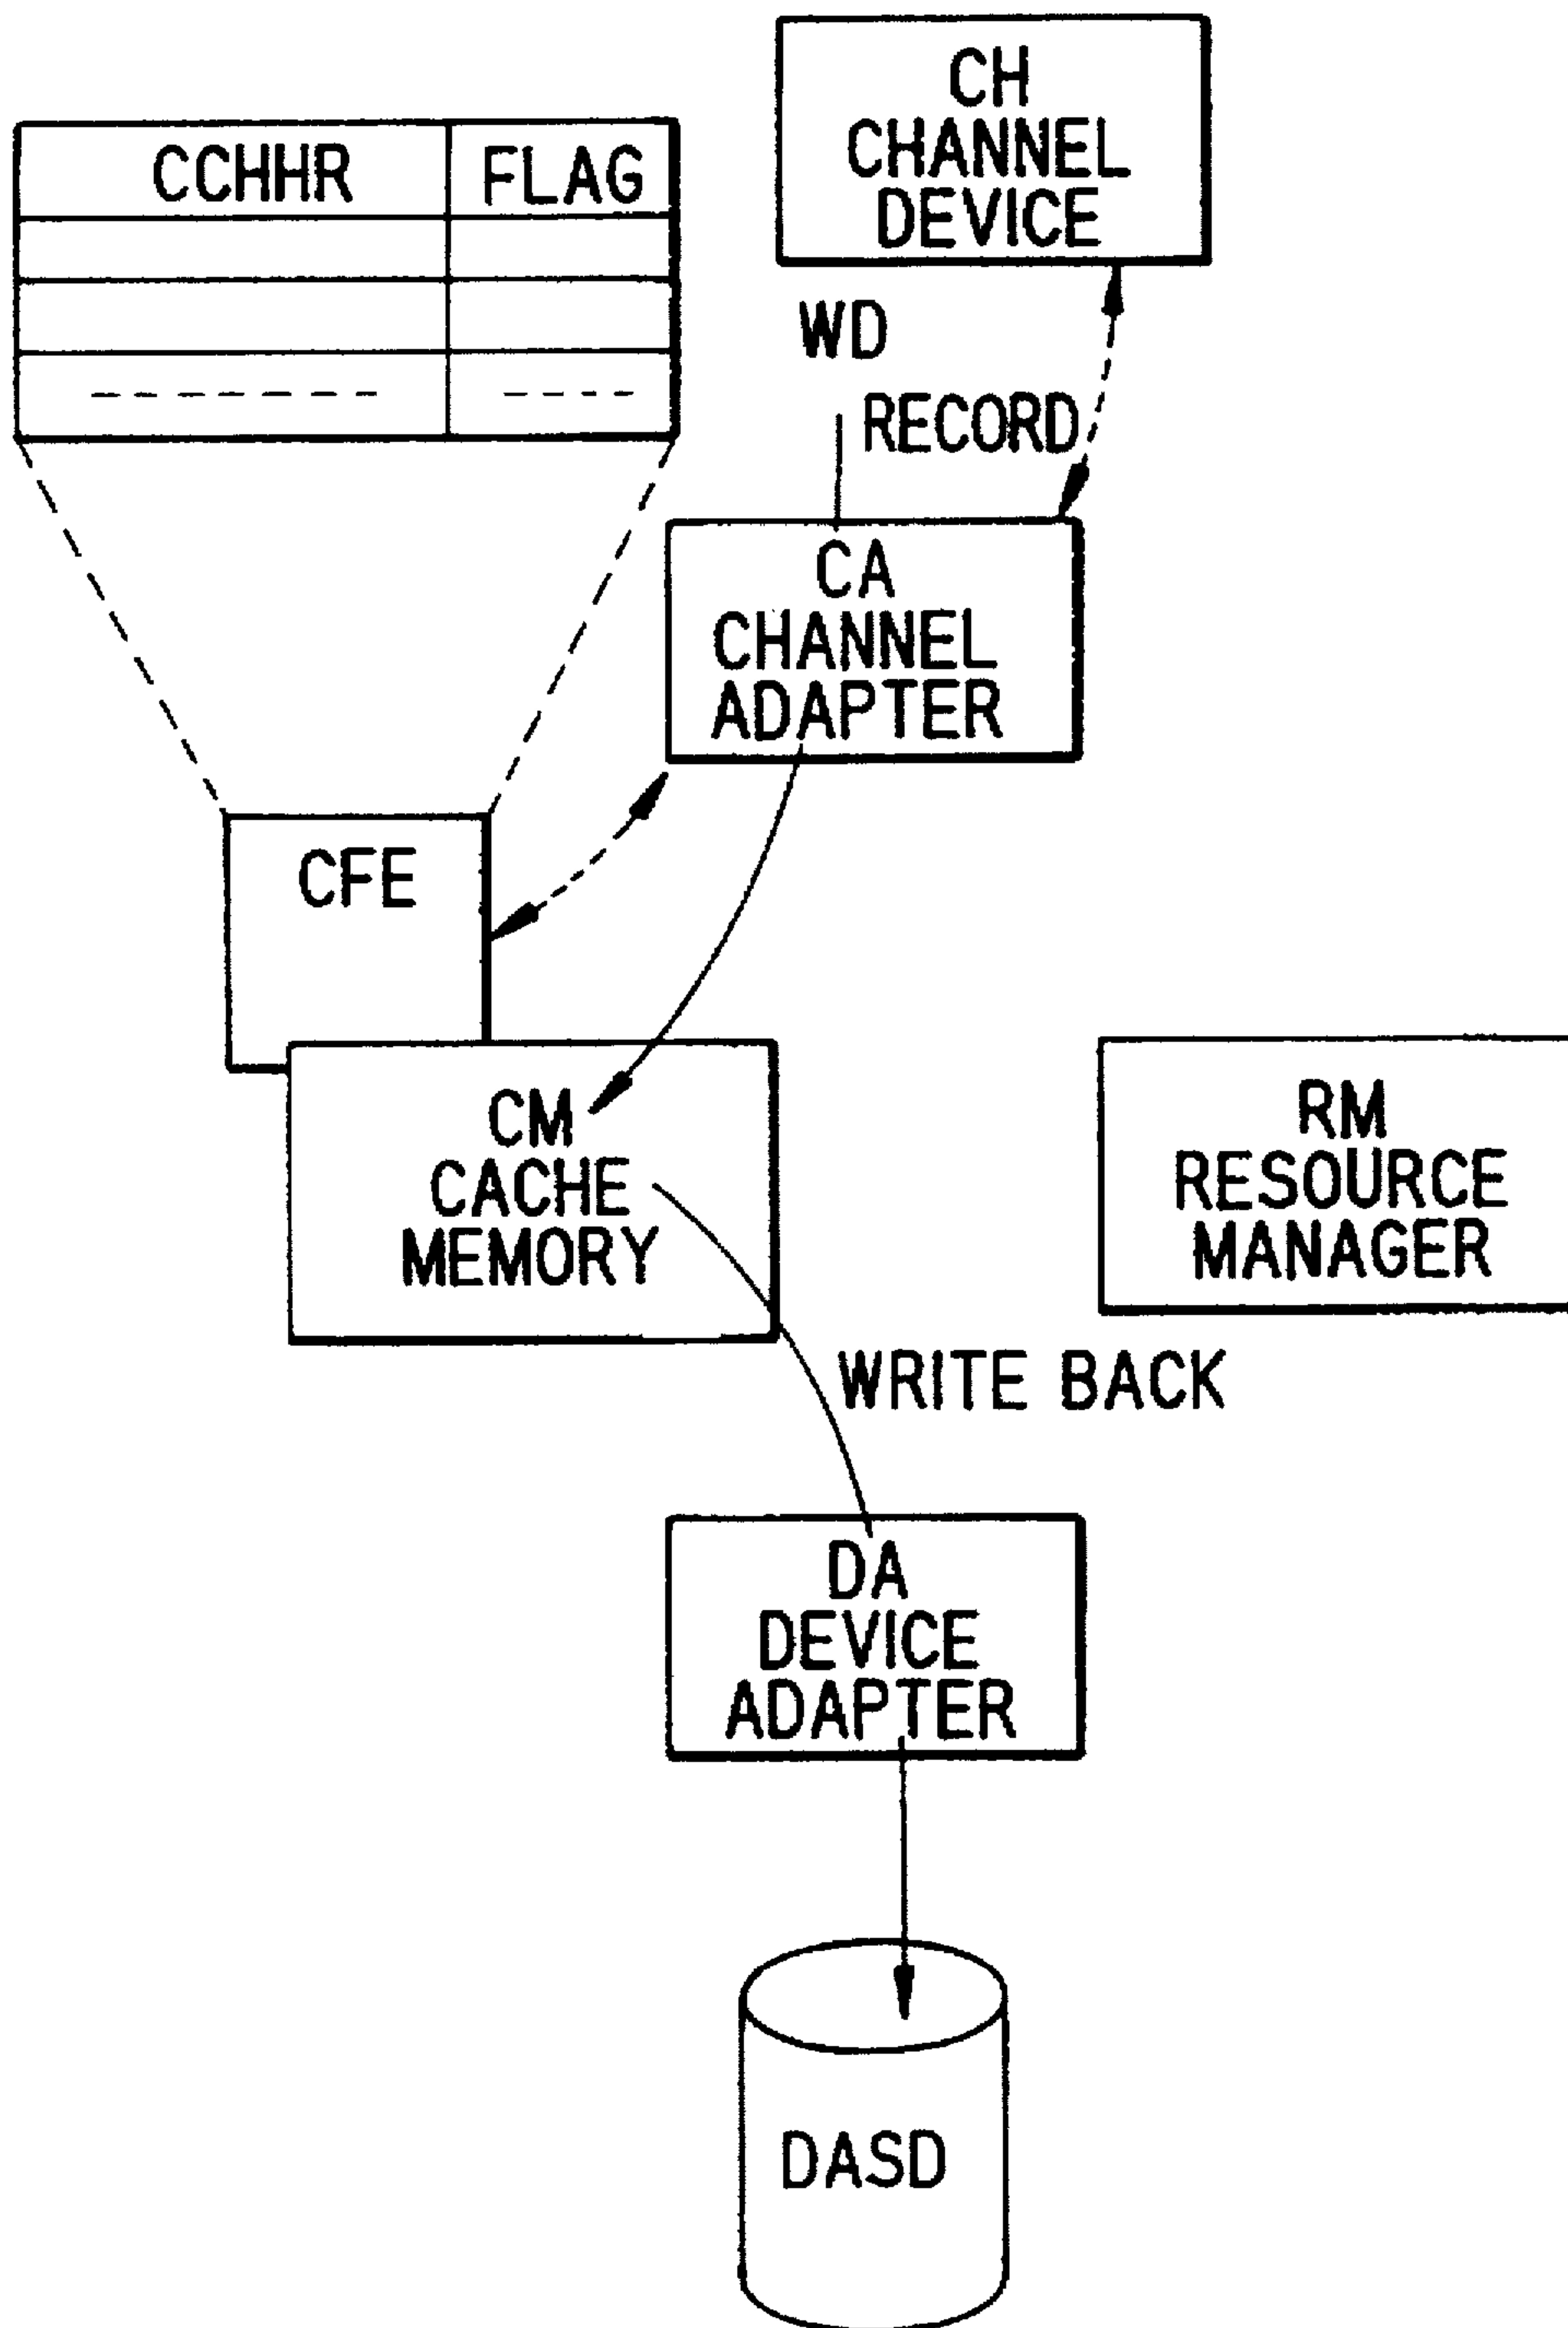 CH
CHANNEL
DEVICE
CCHHR FLAG
WD
RECORD
CA
CHANNEL
ADAPTER
CFE
CM
CACHE
MEMORY
RM
RESOURCE
MANAGER
WRITE BACK
DA
DEVICE
ADAPTER
DASD